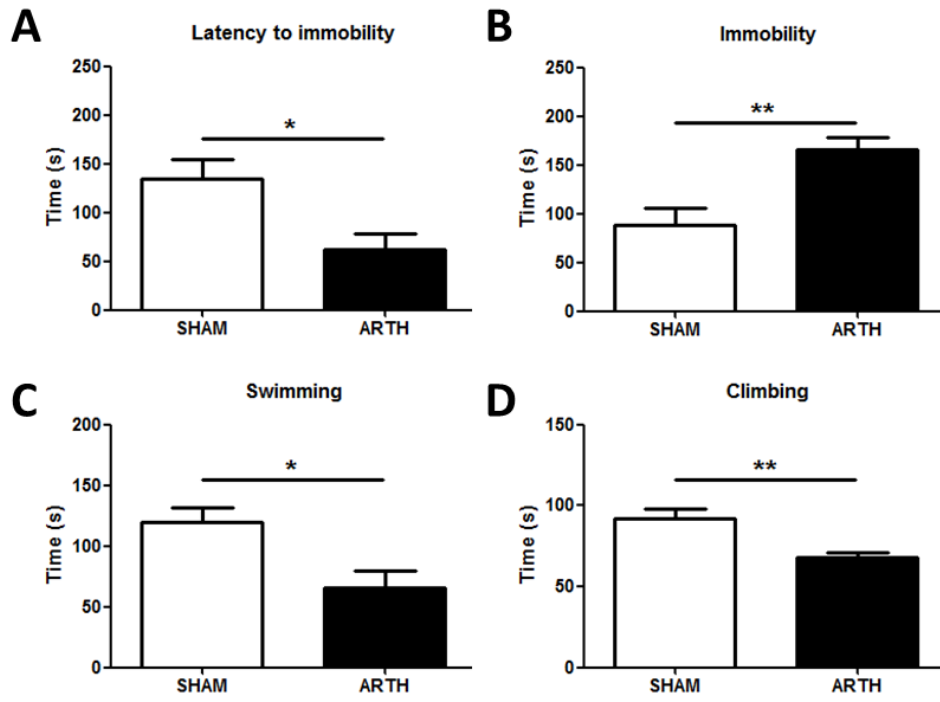 A
Latency to immobility
Time (s)
250
200
150
100
50
0
*
SHAM
ARTH
B
Immobility
Time (s)
250
200
150
100
50
0
**
SHAM
ARTH
C
Swimming
Time (s)
200
150
100
50
0
*
SHAM
ARTH
D
Climbing
Time (s)
150
100
50
0
**
SHAM
ARTH